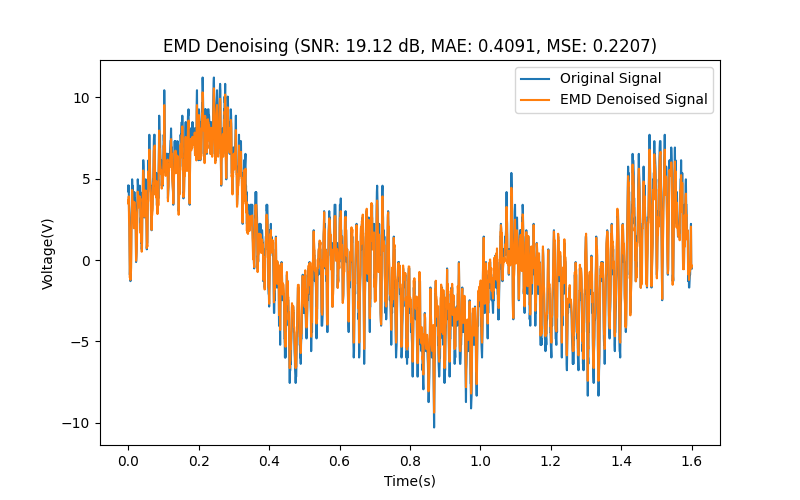 EMD Denoising (SNR: 19.12 dB, MAE: 0.4091, MSE: 0.2207)
Original Signal
EMD Denoised Signal
10
5
0
−5
−10
Voltage(V)
0.0 0.2 0.4 0.6 0.8 1.0 1.2 1.4 1.6
Time(s)